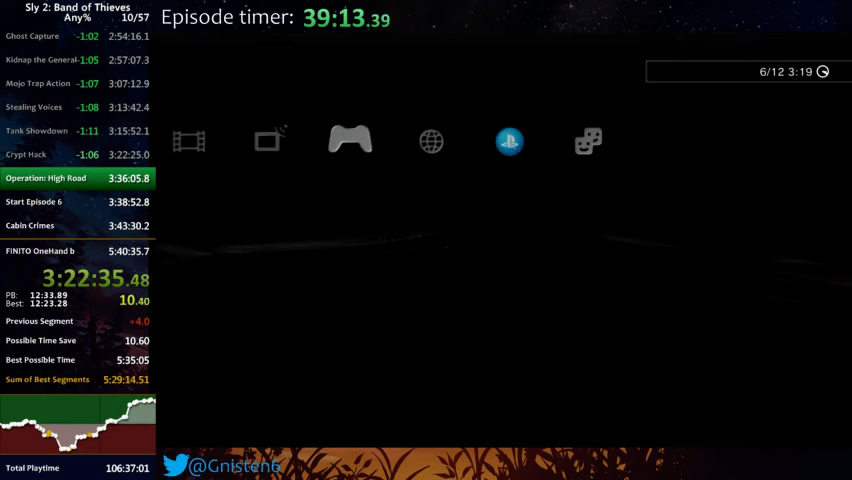 Sly 2: Band of Thieves
Any% 10/57
Episode timer: 39:13.39
Ghost Capture -1:02 2:54:16.1
Kidnap the General -1:05 2:57:07.3
Mojo Trap Action -1:07 3:07:12.9
Stealing Voices -1:08 3:13:42.4
Tank Showdown -1:11 3:15:52.1
Crypt Hack -1:06 3:22:25.0
Operation: High Road 3:36:05.8
Start Episode 6 3:38:52.8
Cabin Crimes 3:43:30.2
FINITO OneHand b 5:40:35.7
3:22:35.48
PB: 12:33.89
Best: 12:23.28
10.40
Previous Segment +4.0
Possible Time Save 10.60
Best Possible Time 5:35:05
Sum of Best Segments 5:29:14.51
Total Playtime 106:37:01
6/12 3:19
@Gnisten6